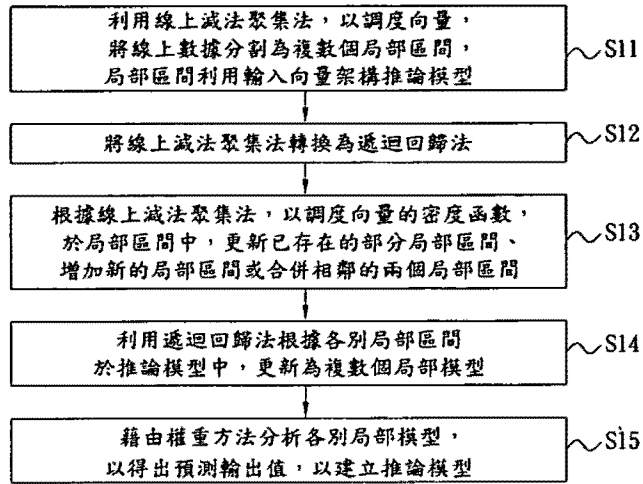 利用線上減法聚集法，以調度向量，
將線上數據分割為複數個局部區間，
局部區間利用輸入向量架構推論模型
S11
將線上減法聚集法轉換為遞迴回歸法
S12
根據線上減法聚集法，以調度向量的密度函數，
於局部區間中，更新已存在的部分局部區間、
增加新的局部區間或合併相鄰的兩個局部區間
S13
利用遞迴回歸法根據各別局部區間
於推論模型中，更新為複數個局部模型
S14
藉由權重方法分析各別局部模型，
以得出預測輸出值，以建立推論模型
S15